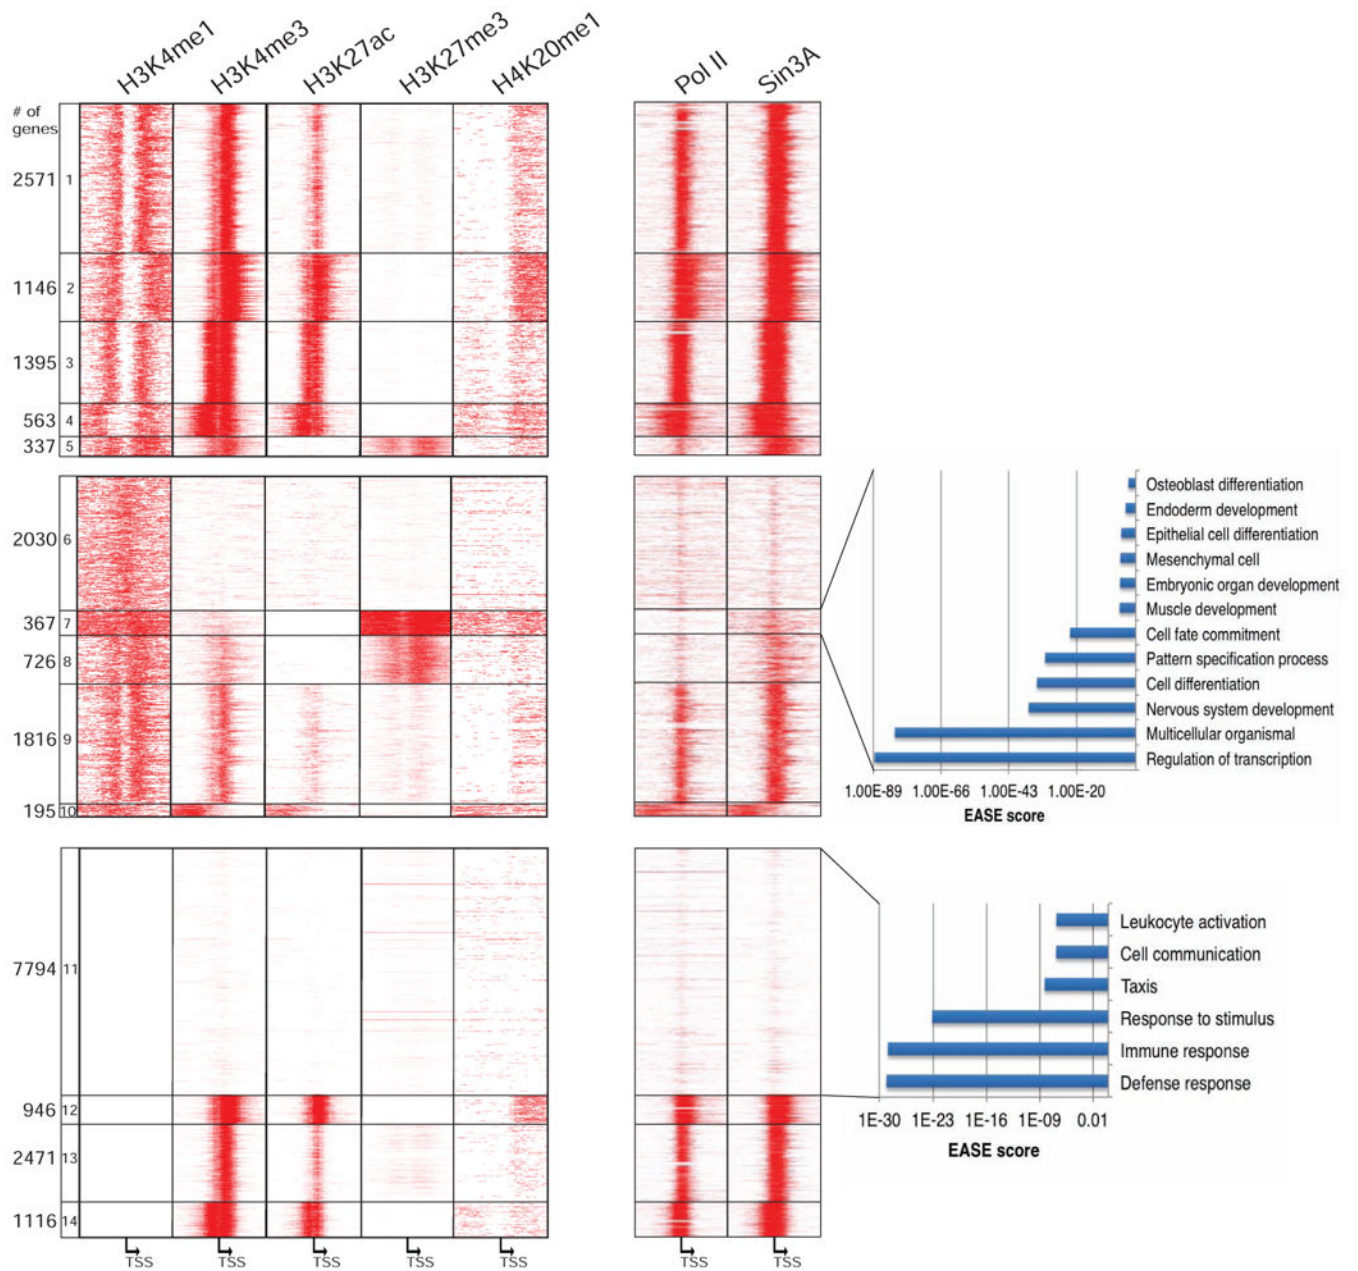 H3K4me1 H3K4me3 H3K27ac H3K27me3 H4K20me1 Pol II Sin3A
# of
genes
2571 1
1146 2
1395 3
563 4
337 5
2030 6
367 7
726 8
1816 9
195 10
Osteoblast differentiation
Endoderm development
Epithelial cell differentiation
Mesenchymal cell
Embryonic organ development
Muscle development
Cell fate commitment
Pattern specification process
Cell differentiation
Nervous system development
Multicellular organismal
Regulation of transcription
1.00E-89 1.00E-66 1.00E-43 1.00E-20
EASE score
7794 11
946 12
2471 13
1116 14
Leukocyte activation
Cell communication
Taxis
Response to stimulus
Immune response
Defense response
1E-30 1E-23 1E-16 1E-09 0.01
EASE score
TSS TSS TSS TSS TSS TSS TSS